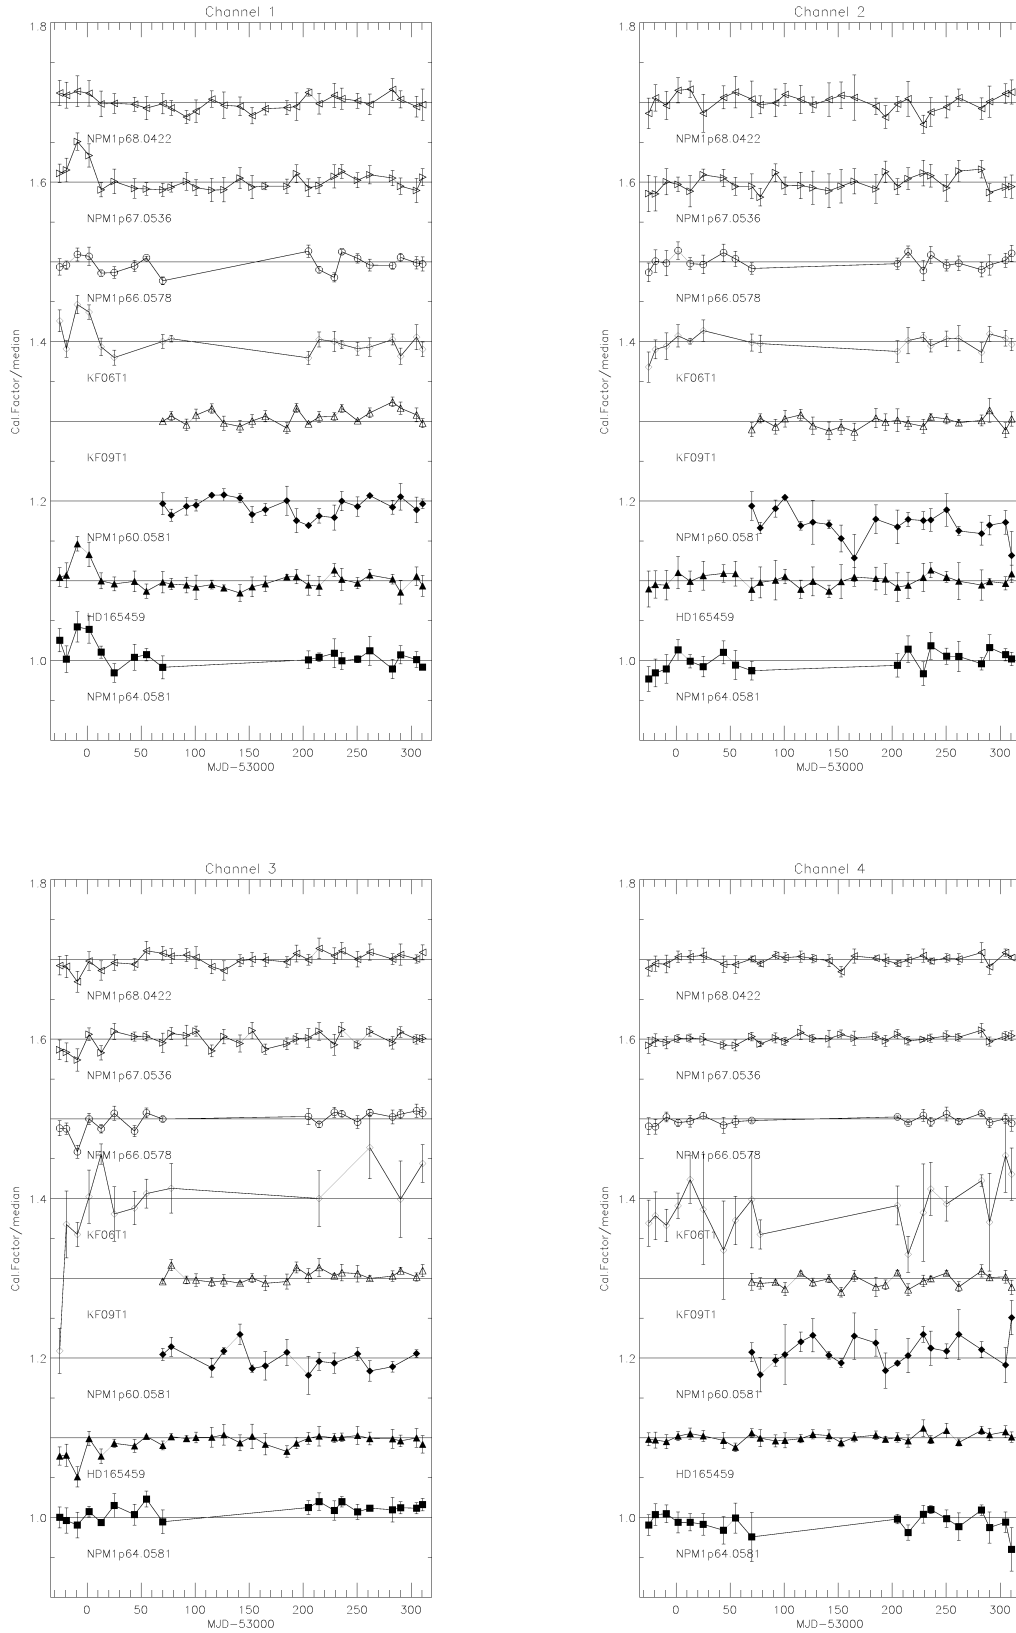 Channel 1
1.8
NPM1p68.0422
1.6
NPM1p67.0536
NPM1p66.0578
1.4
KF06T1
KF09T1
1.2
NPM1p60.0581
HD165459
1.0
NPM1p64.0581
Cal.Factor/median
0 50 100 150 200 250 300
MJD-53000
Channel 2
1.8
NPM1p68.0422
1.6
NPM1p67.0536
NPM1p66.0578
1.4
KF06T1
KF09T1
1.2
NPM1p60.0581
HD165459
1.0
NPM1p64.0581
Cal.Factor/median
0 50 100 150 200 250 300
MJD-53000
Channel 3
1.8
NPM1p68.0422
1.6
NPM1p67.0536
NPM1p66.0578
1.4
KF06T1
KF09T1
1.2
NPM1p60.0581
HD165459
1.0
NPM1p64.0581
Cal.Factor/median
0 50 100 150 200 250 300
MJD-53000
Channel 4
1.8
NPM1p68.0422
1.6
NPM1p67.0536
NPM1p66.0578
1.4
KF06T1
KF09T1
1.2
NPM1p60.0581
HD165459
1.0
NPM1p64.0581
Cal.Factor/median
0 50 100 150 200 250 300
MJD-53000